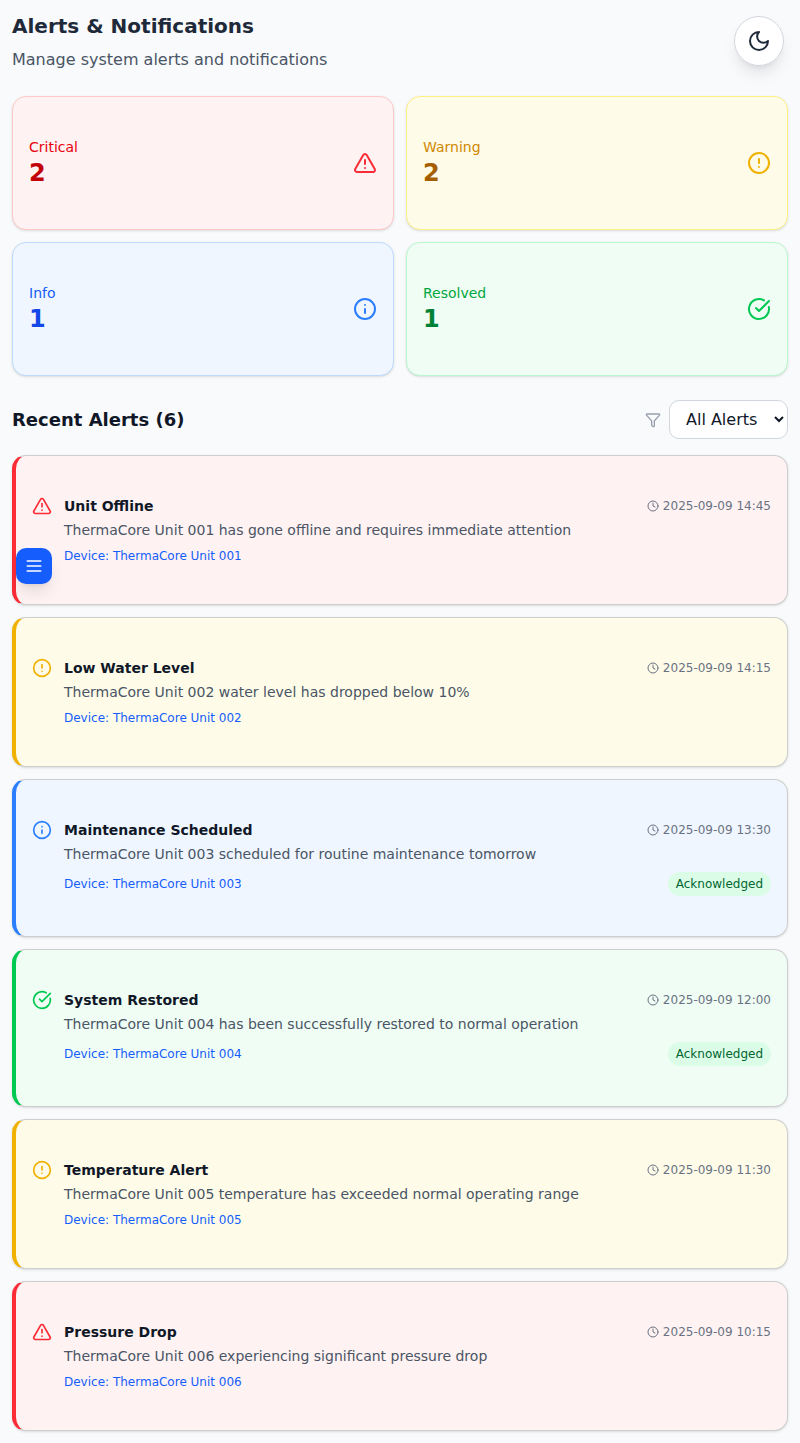 Alerts & Notifications
Manage system alerts and notifications
Critical
2
Warning
2
Info
1
Resolved
1
Recent Alerts (6)
All Alerts
Unit Offline
2025-09-09 14:45
ThermaCore Unit 001 has gone offline and requires immediate attention
Device: ThermaCore Unit 001
Low Water Level
2025-09-09 14:15
ThermaCore Unit 002 water level has dropped below 10%
Device: ThermaCore Unit 002
Maintenance Scheduled
2025-09-09 13:30
ThermaCore Unit 003 scheduled for routine maintenance tomorrow
Device: ThermaCore Unit 003
Acknowledged
System Restored
2025-09-09 12:00
ThermaCore Unit 004 has been successfully restored to normal operation
Device: ThermaCore Unit 004
Acknowledged
Temperature Alert
2025-09-09 11:30
ThermaCore Unit 005 temperature has exceeded normal operating range
Device: ThermaCore Unit 005
Pressure Drop
2025-09-09 10:15
ThermaCore Unit 006 experiencing significant pressure drop
Device: ThermaCore Unit 006